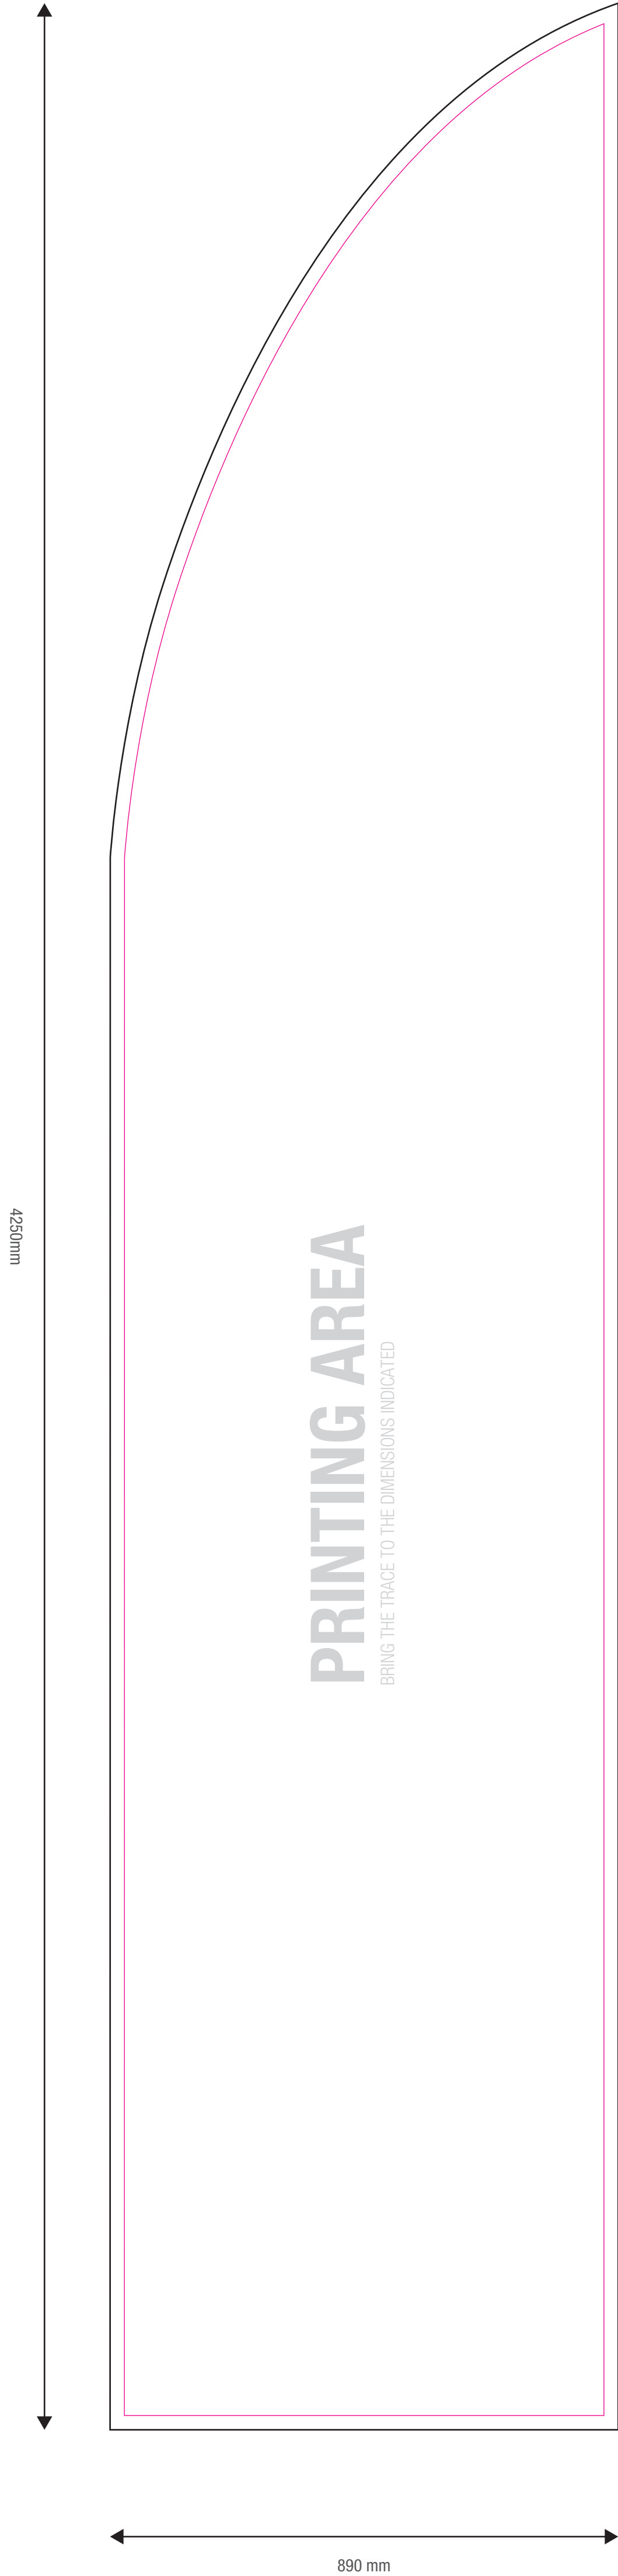 4250mm
PRINTING AREA
BRING THE TRACE TO THE DIMENSIONS INDICATED
890 mm